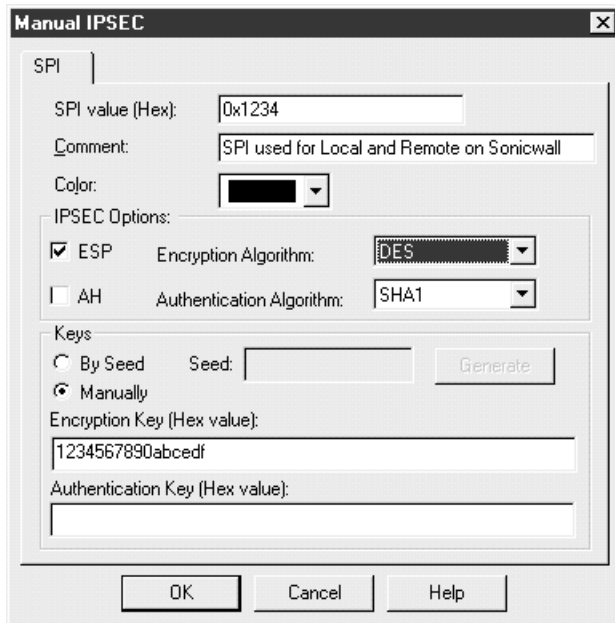 Manual IPSEC
SPI
SPI value (Hex): 0x1234
Comment: SPI used for Local and Remote on Sonicwall
Color:
IPSEC Options:
ESP Encryption Algorithm: DES
AH Authentication Algorithm: SHA1
Keys
By Seed Seed: Generate
Manually
Encryption Key (Hex value):
1234567890abcedf
Authentication Key (Hex value):
OK Cancel Help